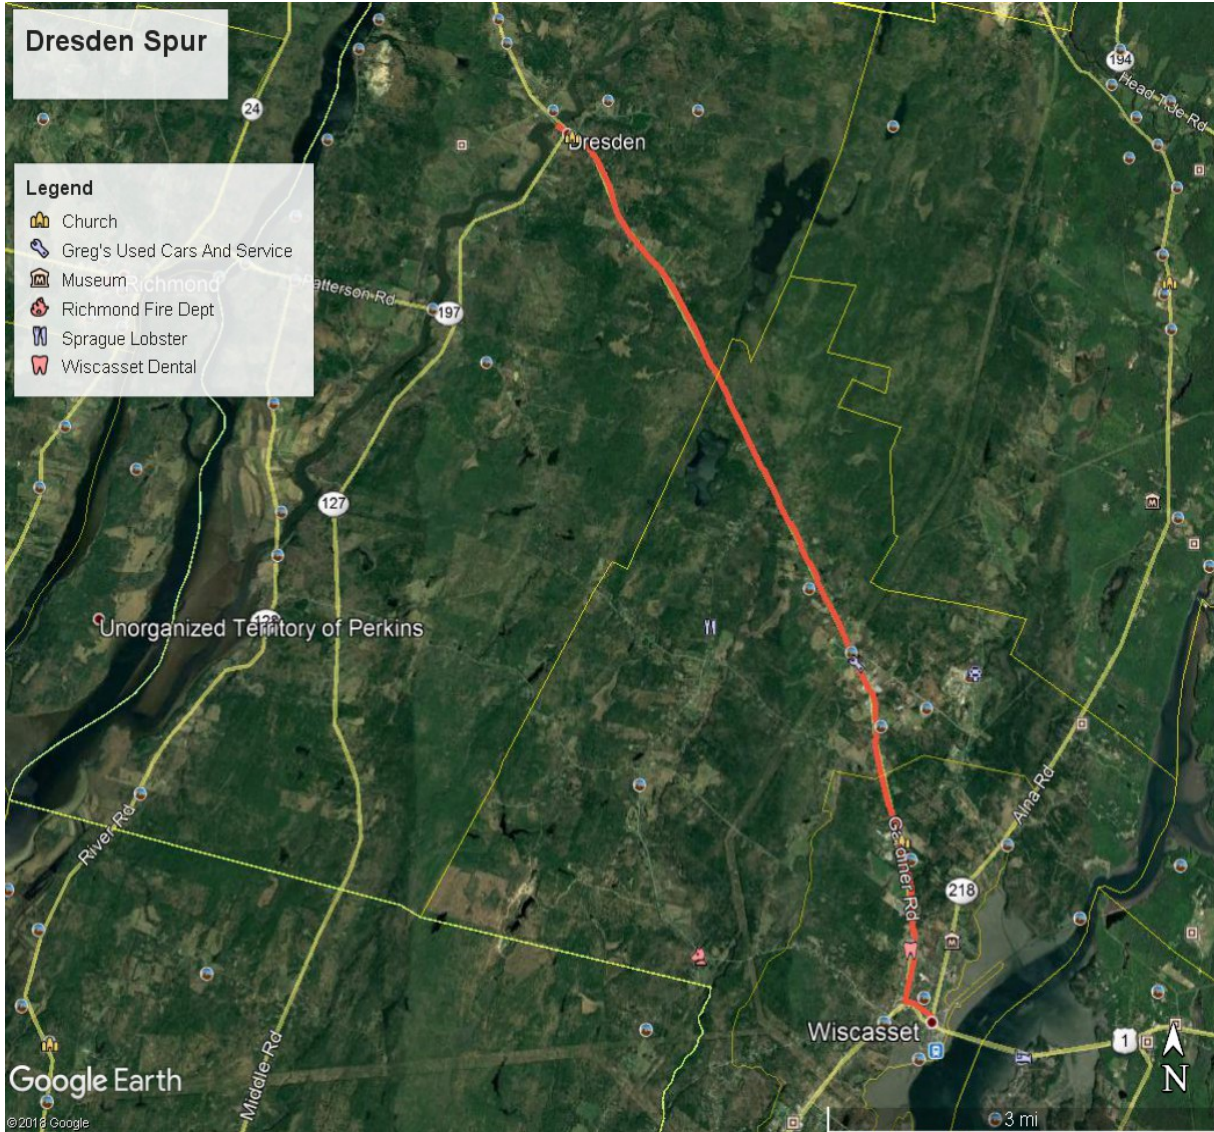 Dresden Spur
194
Head Tide Rd
24
Dresden
Legend
Church
Greg's Used Cars And Service
Museum
Richmond
Patterson Rd
Richmond Fire Dept
197
Sprague Lobster
Wiscasset Dental
127
128
Unorganized Territory of Perkins
River Rd
Alna Rd
Gardiner Rd
218
Wiscasset
1
Middle Rd
N
Google Earth
©2018 Google
3 mi